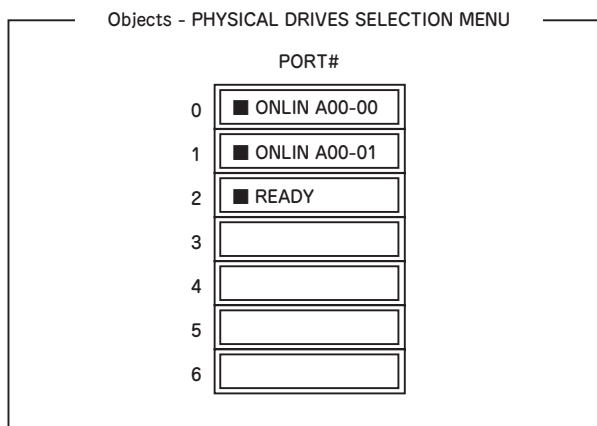 Objects - PHYSICAL DRIVES SELECTION MENU
PORT#
0 ■ ONLIN A00-00
1 ■ ONLIN A00-01
2 ■ READY
3
4
5
6